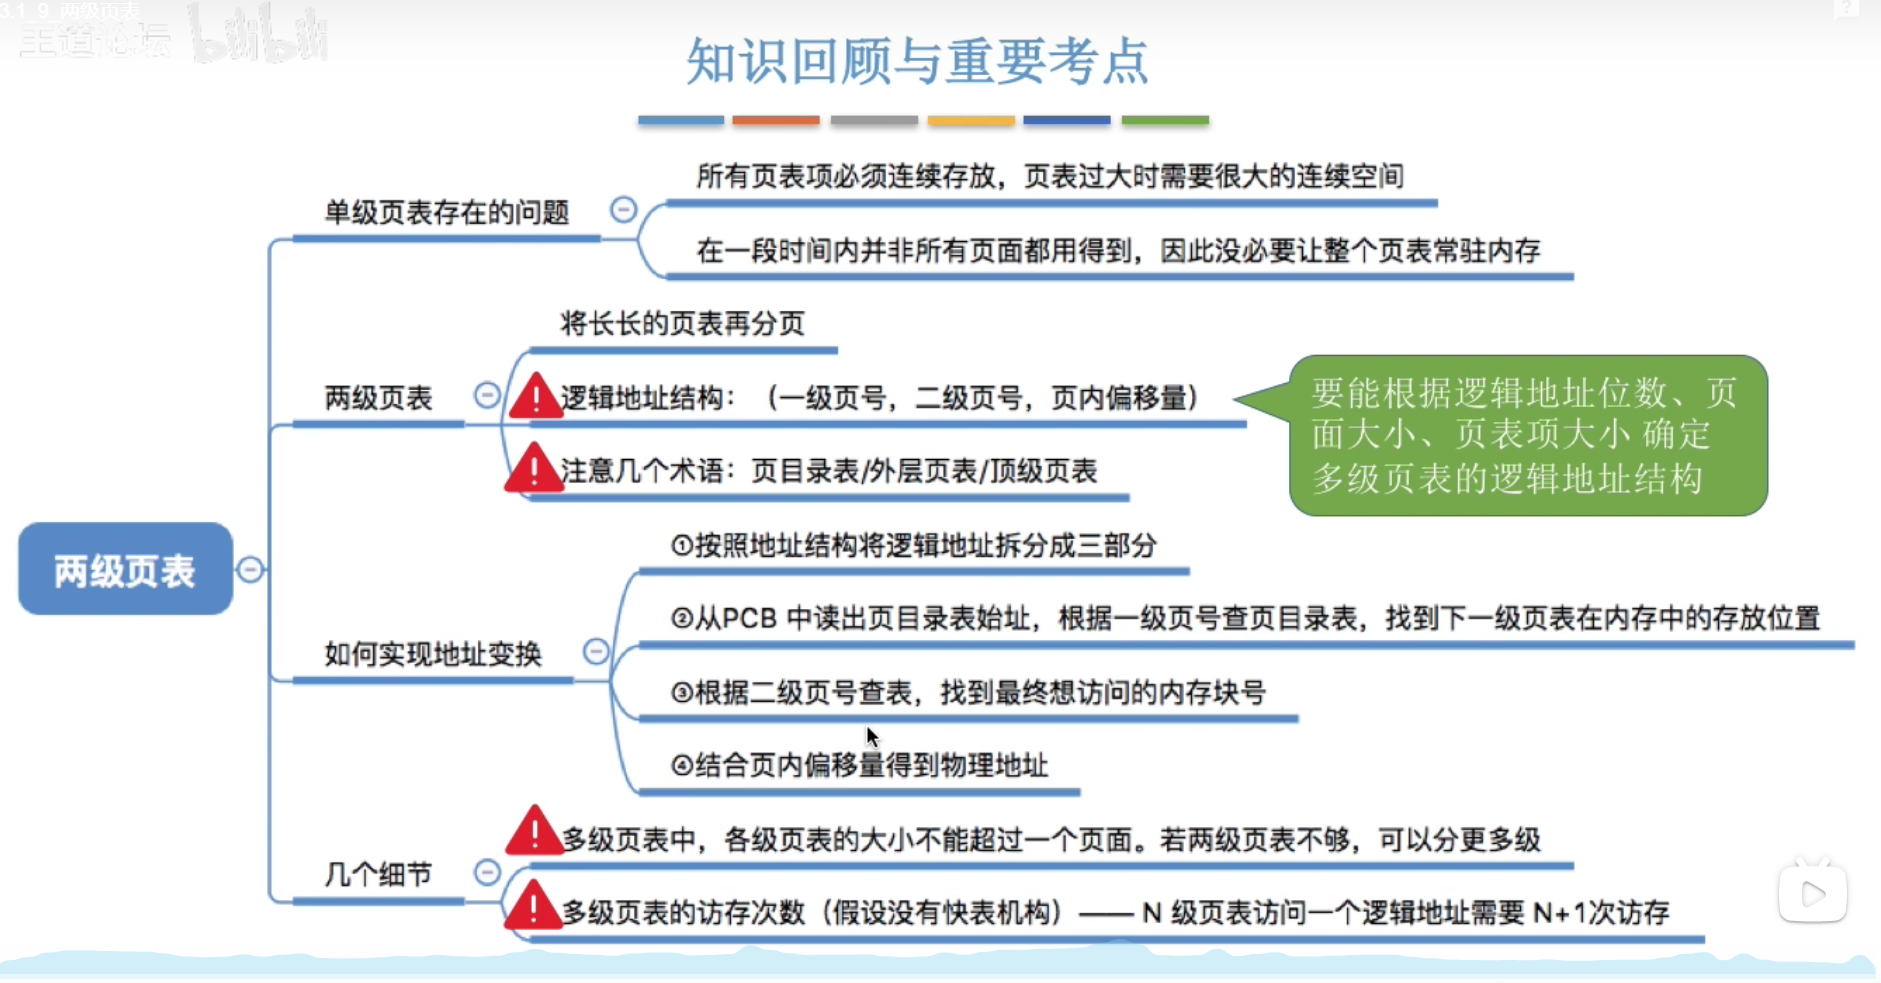 3.1_9_两级页表
王道论坛 bilibili
知识回顾与重要考点
单级页表存在的问题
所有页表项必须连续存放，页表过大时需要很大的连续空间
在一段时间内并非所有页面都用得到，因此没必要让整个页表常驻内存
两级页表
将长长的页表再分页
逻辑地址结构：（一级页号，二级页号，页内偏移量）
注意几个术语：页目录表/外层页表/顶级页表
要能根据逻辑地址位数、页
面大小、页表项大小 确定
多级页表的逻辑地址结构
两级页表
如何实现地址变换
①按照地址结构将逻辑地址拆分成三部分
②从PCB 中读出页目录表始址，根据一级页号查页目录表，找到下一级页表在内存中的存放位置
③根据二级页号查表，找到最终想访问的内存块号
④结合页内偏移量得到物理地址
几个细节
多级页表中，各级页表的大小不能超过一个页面。若两级页表不够，可以分更多级
多级页表的访存次数（假设没有快表机构）—— N 级页表访问一个逻辑地址需要 N+1次访存